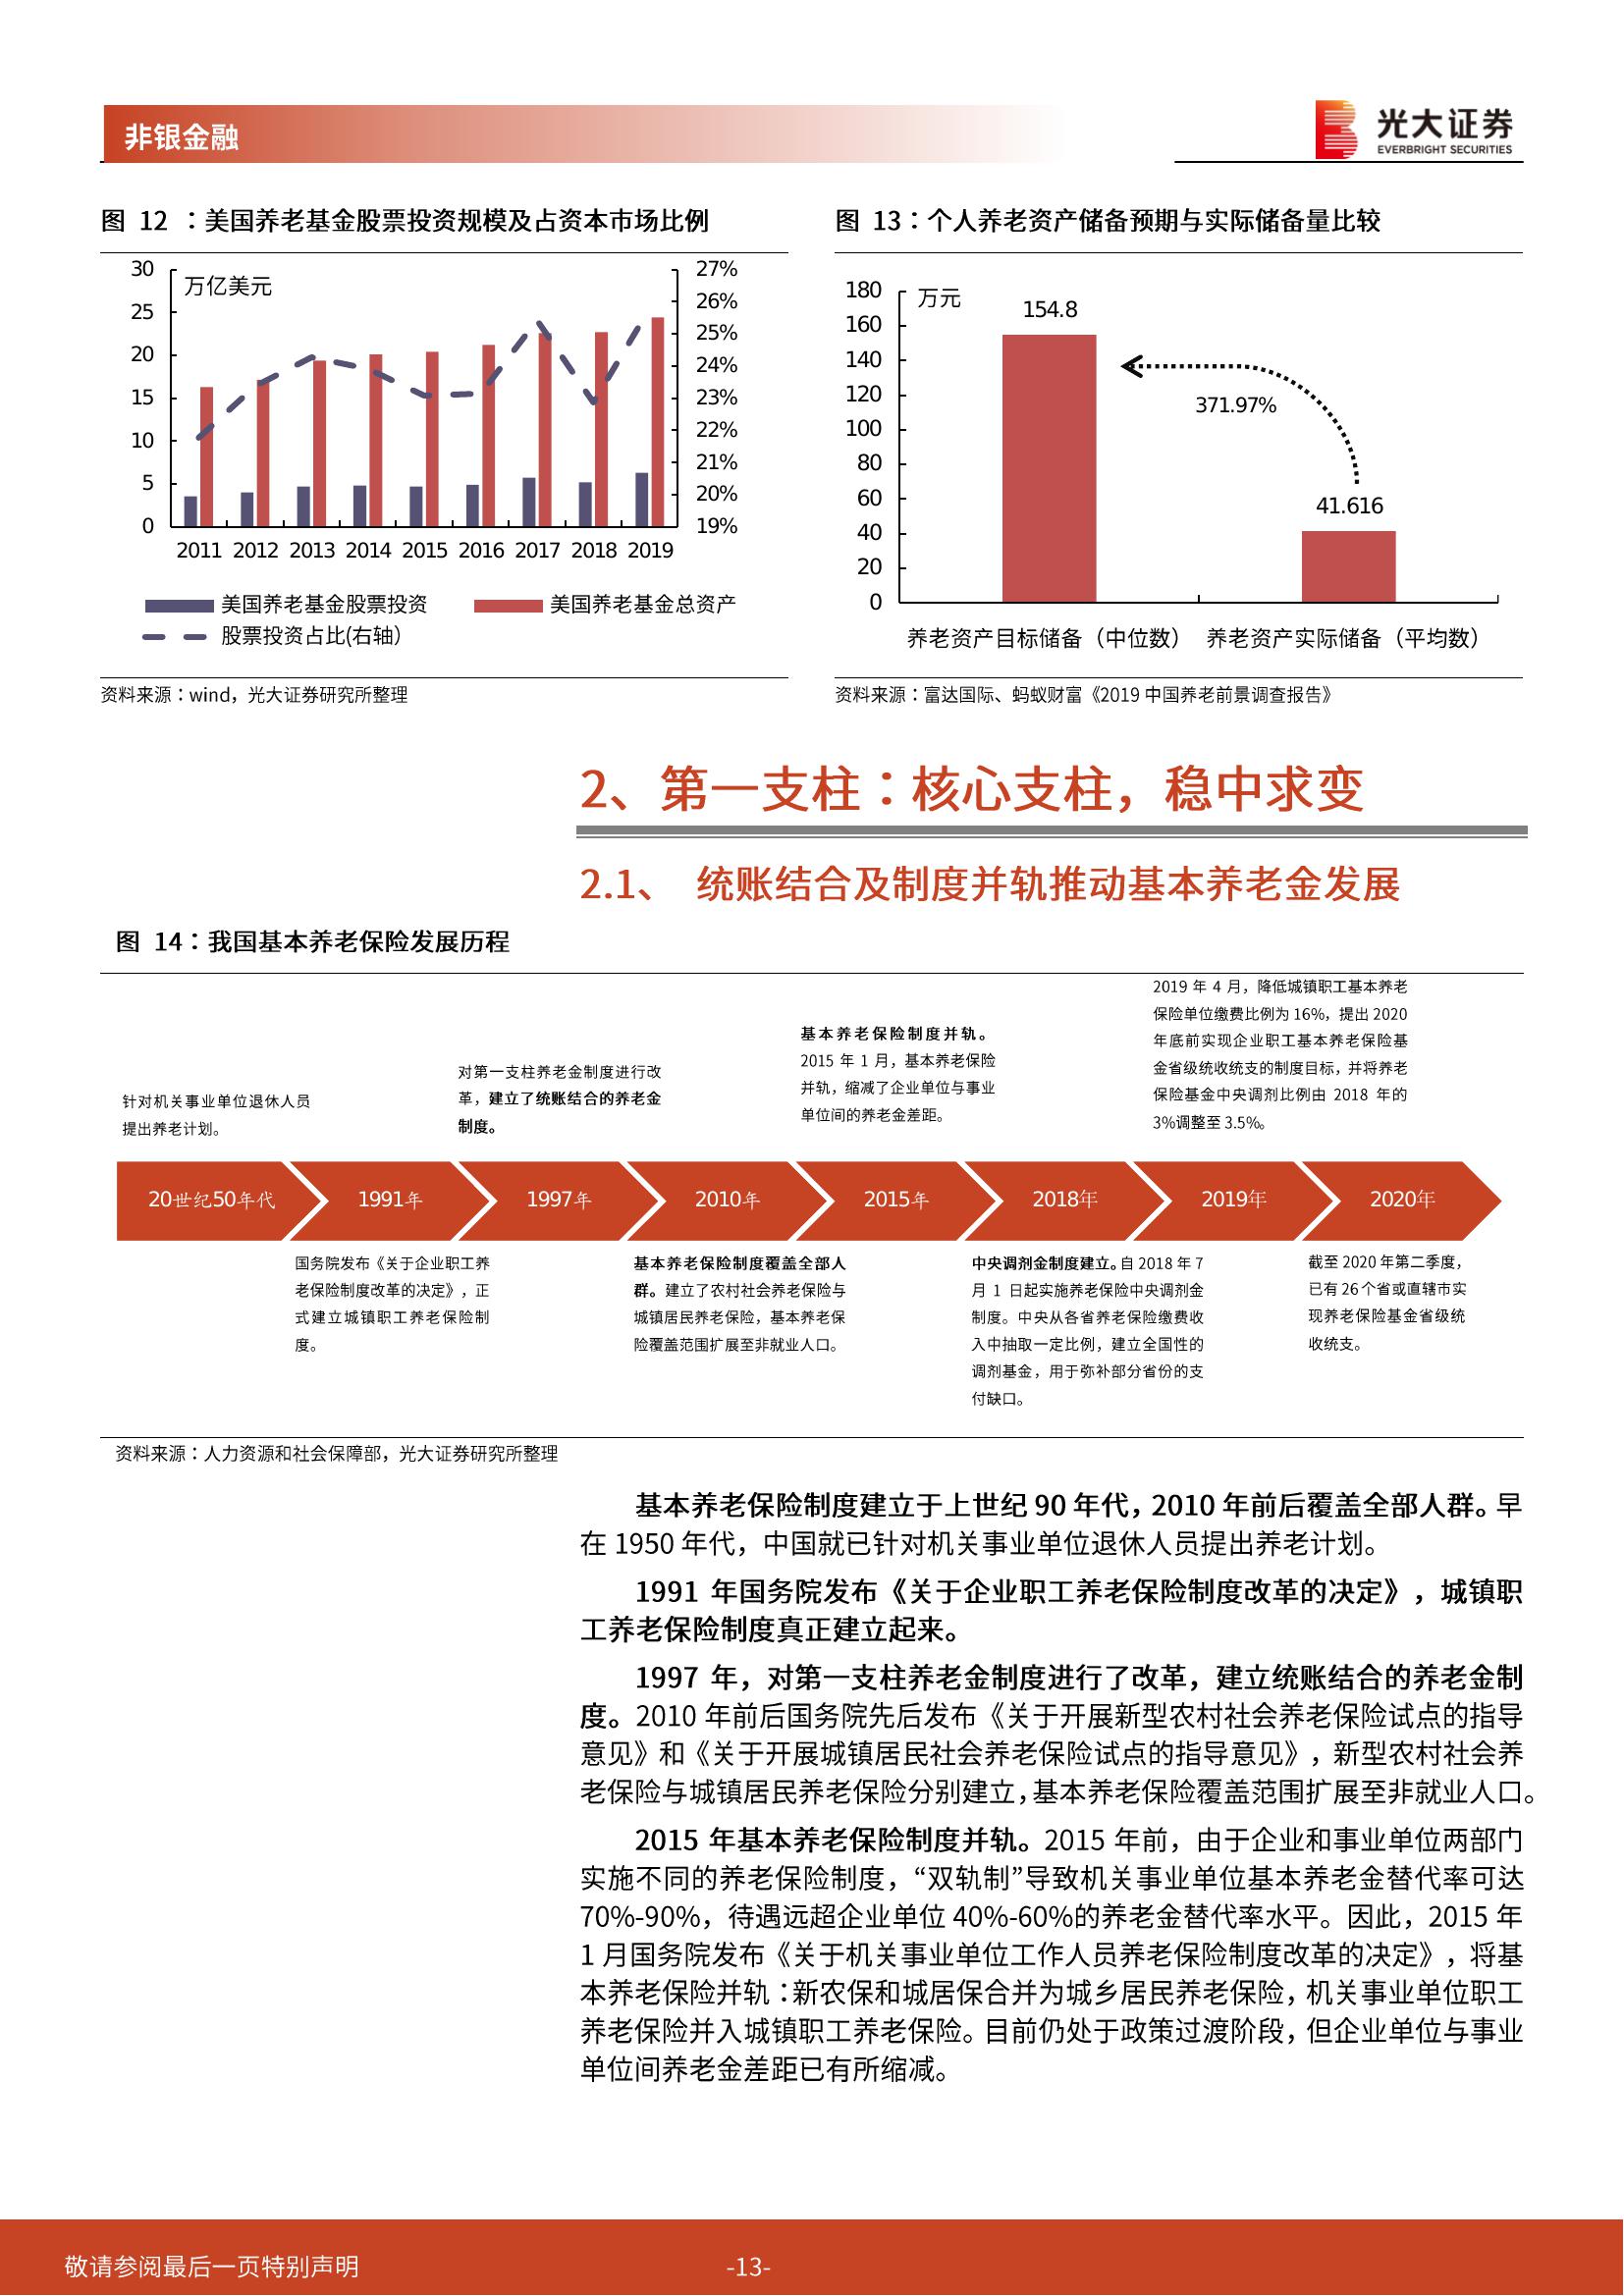 非银金融
光大证券
EVERBRIGHT SECURITIES
图 12 ：美国养老基金股票投资规模及占资本市场比例
30
25
20
15
10
5
0
万亿美元
27%
26%
25%
24%
23%
22%
21%
20%
19%
2011 2012 2013 2014 2015 2016 2017 2018 2019
美国养老基金股票投资
美国养老基金总资产
股票投资占比(右轴)
资料来源：wind，光大证券研究所整理
图 13：个人养老资产储备预期与实际储备量比较
180
160
140
120
100
80
60
40
20
0
万元
154.8
371.97%
41.616
养老资产目标储备（中位数） 养老资产实际储备（平均数）
资料来源：富达国际、蚂蚁财富《2019 中国养老前景调查报告》
2、第一支柱：核心支柱，稳中求变
2.1、 统账结合及制度并轨推动基本养老金发展
图 14：我国基本养老保险发展历程
针对机关事业单位退休人员
提出养老计划。
对第一支柱养老金制度进行改
革，建立了统账结合的养老金
制度。
基本养老保险制度并轨。
2015 年 1 月，基本养老保险
并轨，缩减了企业单位与事业
单位间的养老金差距。
2019 年 4 月，降低城镇职工基本养老
保险单位缴费比例为 16%，提出 2020
年底前实现企业职工基本养老保险基
金省级统收统支的制度目标，并将养老
保险基金中央调剂比例由 2018 年的
3%调整至 3.5%。
20世纪50年代 1991年 1997年 2010年 2015年 2018年 2019年 2020年
国务院发布《关于企业职工养
老保险制度改革的决定》，正
式建立城镇职工养老保险制
度。
基本养老保险制度覆盖全部人
群。建立了农村社会养老保险与
城镇居民养老保险，基本养老保
险覆盖范围扩展至非就业人口。
中央调剂金制度建立。自 2018 年 7
月 1 日起实施养老保险中央调剂金
制度。中央从各省养老保险缴费收
入中抽取一定比例，建立全国性的
调剂基金，用于弥补部分省份的支
付缺口。
截至 2020 年第二季度，
已有 26 个省或直辖市实
现养老保险基金省级统
收统支。
资料来源：人力资源和社会保障部，光大证券研究所整理
基本养老保险制度建立于上世纪 90 年代，2010 年前后覆盖全部人群。早
在 1950 年代，中国就已针对机关事业单位退休人员提出养老计划。
1991 年国务院发布《关于企业职工养老保险制度改革的决定》，城镇职
工养老保险制度真正建立起来。
1997 年，对第一支柱养老金制度进行了改革，建立统账结合的养老金制
度。2010 年前后国务院先后发布《关于开展新型农村社会养老保险试点的指导
意见》和《关于开展城镇居民社会养老保险试点的指导意见》，新型农村社会养
老保险与城镇居民养老保险分别建立，基本养老保险覆盖范围扩展至非就业人口。
2015 年基本养老保险制度并轨。2015 年前，由于企业和事业单位两部门
实施不同的养老保险制度，“双轨制”导致机关事业单位基本养老金替代率可达
70%-90%，待遇远超企业单位 40%-60%的养老金替代率水平。因此，2015 年
1 月国务院发布《关于机关事业单位工作人员养老保险制度改革的决定》，将基
本养老保险并轨：新农保和城居保合并为城乡居民养老保险，机关事业单位职工
养老保险并入城镇职工养老保险。目前仍处于政策过渡阶段，但企业单位与事业
单位间养老金差距已有所缩减。
敬请参阅最后一页特别声明
-13-